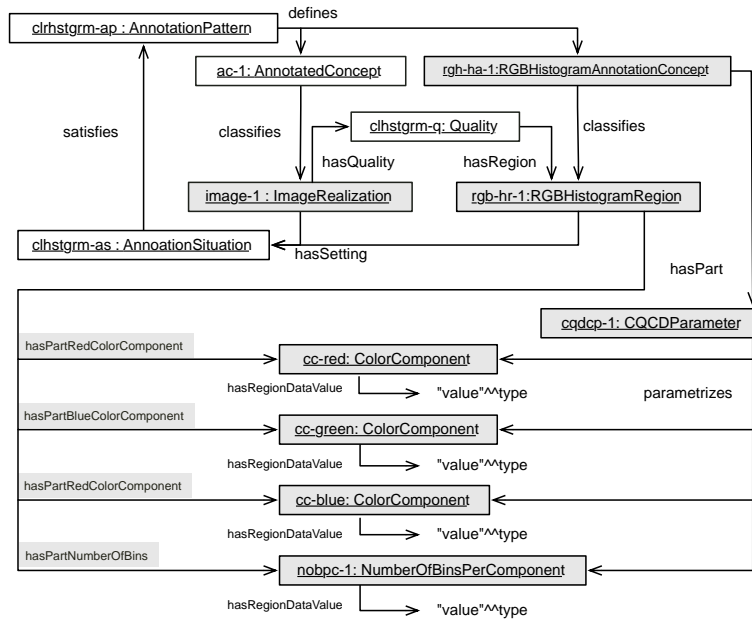 defines
clrhstgrm-ap : AnnotationPattern
ac-1: AnnotatedConcept
rgh-ha-1:RGBHistogramAnnotationConcept
satisfies
classifies
clhstgrm-q: Quality
classifies
hasQuality
hasRegion
image-1 : ImageRealization
rgb-hr-1:RGBHistogramRegion
clhstgrm-as : AnnoationSituation
hasSetting
hasPart
cqdcp-1: CQCDParameter
hasPartRedColorComponent
cc-red: ColorComponent
hasRegionDataValue
"value"^^type
parametrizes
hasPartBlueColorComponent
cc-green: ColorComponent
hasRegionDataValue
"value"^^type
hasPartRedColorComponent
cc-blue: ColorComponent
hasRegionDataValue
"value"^^type
hasPartNumberOfBins
nobpc-1: NumberOfBinsPerComponent
hasRegionDataValue
"value"^^type